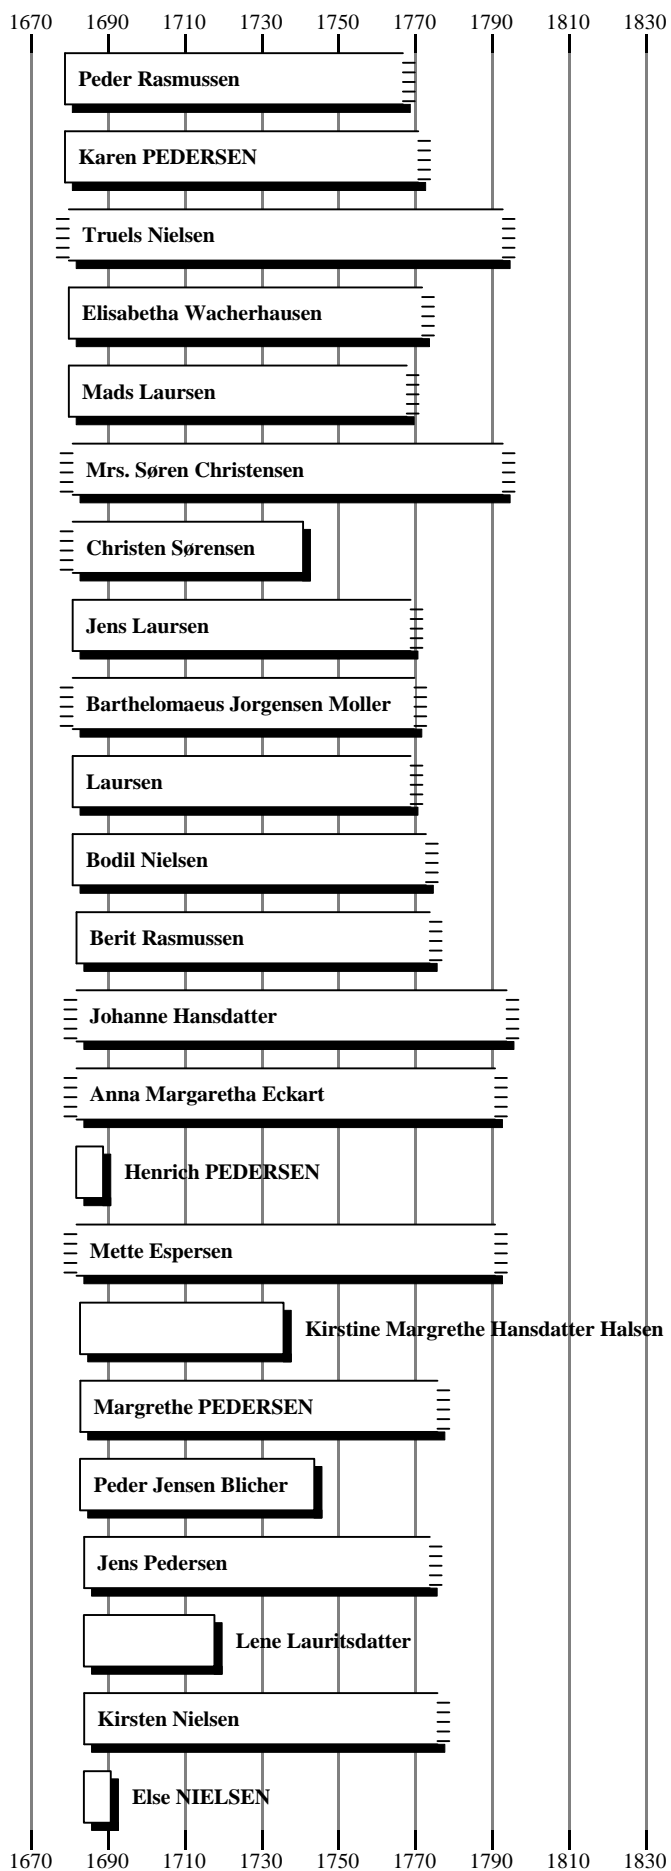 1670 1690 1710 1730 1750 1770 1790 1810 1830
Peder Rasmussen
Karen PEDERSEN
Truels Nielsen
Elisabetha Wacherhausen
Mads Laursen
Mrs. Søren Christensen
Christen Sørensen
Jens Laursen
Barthelomaeus Jorgensen Moller
Laursen
Bodil Nielsen
Berit Rasmussen
Johanne Hansdatter
Anna Margaretha Eckart
Henrich PEDERSEN
Mette Espersen
Kirstine Margrethe Hansdatter Halsen
Margrethe PEDERSEN
Peder Jensen Blicher
Jens Pedersen
Lene Lauritsdatter
Kirsten Nielsen
Else NIELSEN
1670 1690 1710 1730 1750 1770 1790 1810 1830